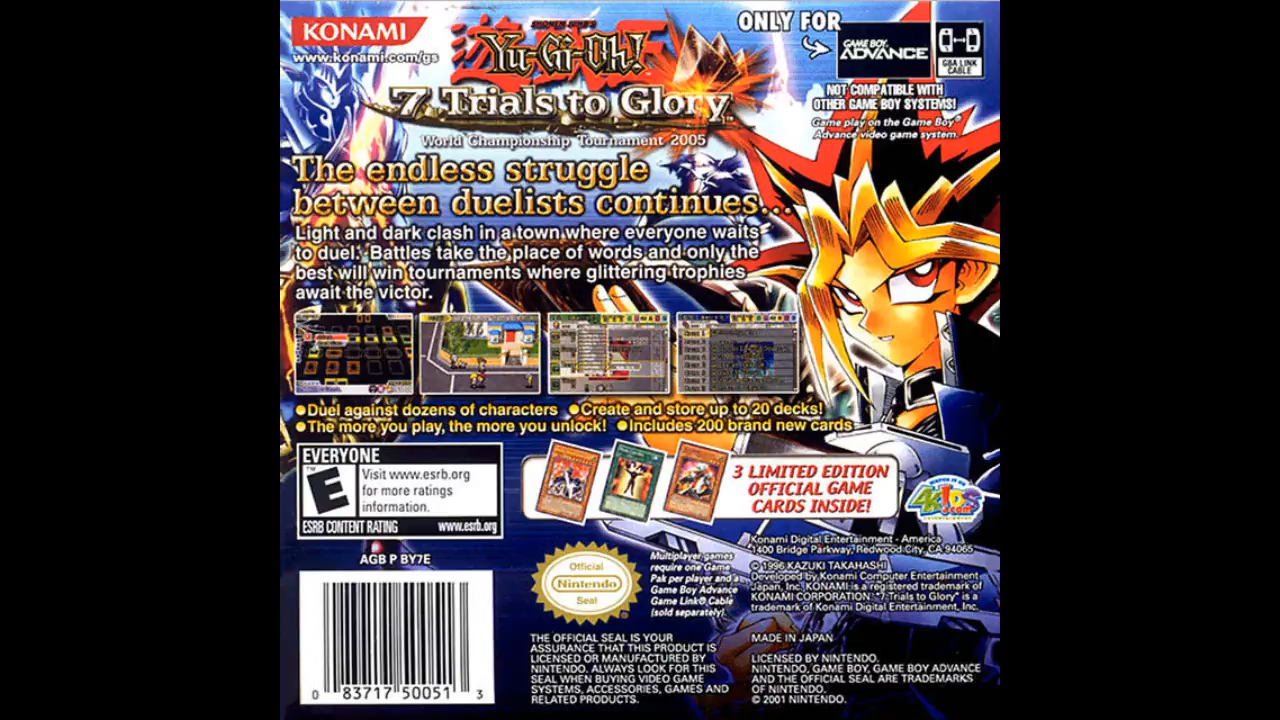 KONAMI
www.konami.com/gs
SHONEN JUMP'S
Yu-Gi-Oh!
7 Trials to Glory™
World Championship Tournament 2005
ONLY FOR
GAME BOY ADVANCE
GBA LINK CABLE
NOT COMPATIBLE WITH
OTHER GAME BOY SYSTEMS!
Game play on the Game Boy®
Advance video game system.
The endless struggle
between duelists continues...
Light and dark clash in a town where everyone waits
to duel. Battles take the place of words and only the
best will win tournaments where glittering trophies
await the victor.
●Duel against dozens of characters ●Create and store up to 20 decks!
●The more you play, the more you unlock! ●Includes 200 brand new cards
EVERYONE
E™
Visit www.esrb.org
for more ratings
information.
ESRB CONTENT RATING www.esrb.org
3 LIMITED EDITION
OFFICIAL GAME
CARDS INSIDE!
4KiDS
ENTERTAINMENT
AGB P BY7E
0 83717 50051 3
Official
Nintendo
Seal
Multiplayer games
require one Game
Pak per player and a
Game Boy Advance
Game Link® Cable
(sold separately).
Konami Digital Entertainment - America
1400 Bridge Parkway, Redwood City, CA 94065
© 1996 KAZUKI TAKAHASHI
Developed by Konami Computer Entertainment
Japan, Inc. KONAMI is a registered trademark of
KONAMI CORPORATION. "7 Trials to Glory" is a
trademark of Konami Digital Entertainment, Inc.
THE OFFICIAL SEAL IS YOUR
ASSURANCE THAT THIS PRODUCT IS
LICENSED OR MANUFACTURED BY
NINTENDO. ALWAYS LOOK FOR THIS
SEAL WHEN BUYING VIDEO GAME
SYSTEMS, ACCESSORIES, GAMES AND
RELATED PRODUCTS.
MADE IN JAPAN
LICENSED BY NINTENDO.
NINTENDO, GAME BOY, GAME BOY ADVANCE
AND THE OFFICIAL SEAL ARE TRADEMARKS
OF NINTENDO.
© 2001 NINTENDO.